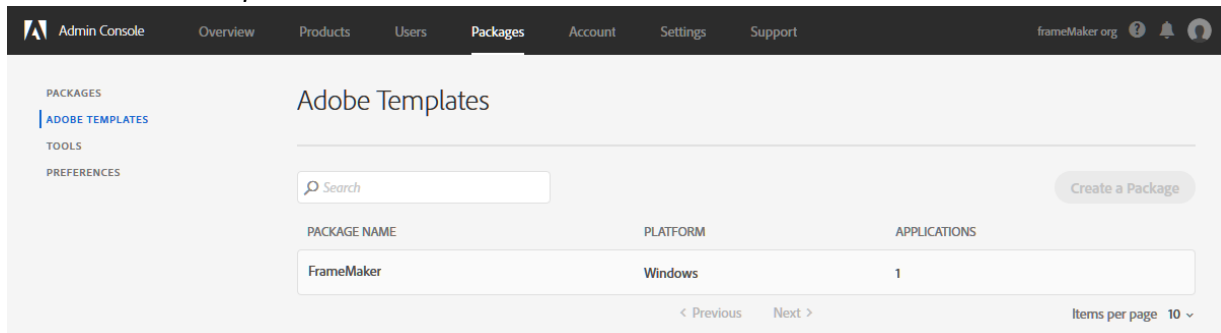 Admin Console Overview Products Users Packages Account Settings Support frameMaker org
PACKAGES
ADOBE TEMPLATES
TOOLS
PREFERENCES
Adobe Templates
Search
Create a Package
PACKAGE NAME PLATFORM APPLICATIONS
FrameMaker Windows 1
< Previous Next >
Items per page 10